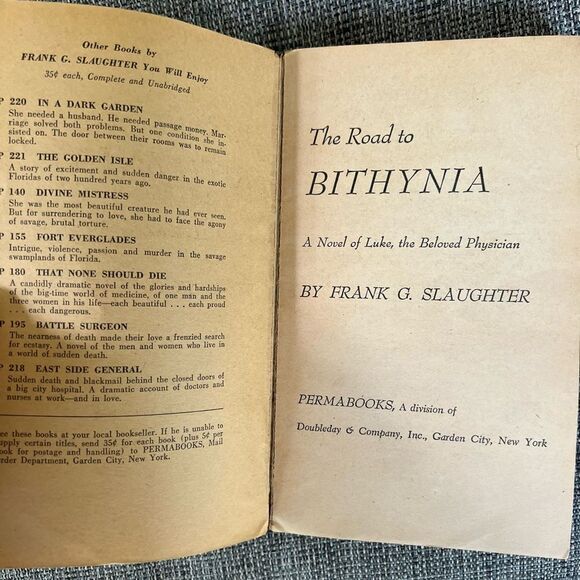 Other Books by
FRANK G. SLAUGHTER You Will Enjoy
35¢ each, Complete and Unabridged
P 220 IN A DARK GARDEN
She needed a husband. He needed passage money. Mar-
riage solved both problems. But one condition she in-
sisted on. The door between their rooms was to remain
locked.
P 221 THE GOLDEN ISLE
A story of excitement and sudden danger in the exotic
Floridas of two hundred years ago.
P 140 DIVINE MISTRESS
She was the most beautiful creature he had ever seen.
But for surrendering to love, she had to face the agony
of savage, brutal torture.
P 155 FORT EVERGLADES
Intrigue, violence, passion and murder in the savage
swamplands of Florida.
P 180 THAT NONE SHOULD DIE
A candidly dramatic novel of the glories and hardships
of the big-time world of medicine, of one man and the
three women in his life—each beautiful . . . each proud
. . . each dangerous.
P 195 BATTLE SURGEON
The nearness of death made their love a frenzied search
for ecstasy. A novel of the men and women who live in
a world of sudden death.
P 218 EAST SIDE GENERAL
Sudden death and blackmail behind the closed doors of
a big city hospital. A dramatic account of doctors and
nurses at work—and in love.
ee these books at your local bookseller. If he is unable to
upply certain titles, send 35¢ for each book (plus 5¢ per
ook for postage and handling) to PERMABOOKS, Mail
rder Department, Garden City, New York.
The Road to
BITHYNIA
A Novel of Luke, the Beloved Physician
BY FRANK G. SLAUGHTER
PERMABOOKS, A division of
Doubleday & Company, Inc., Garden City, New York